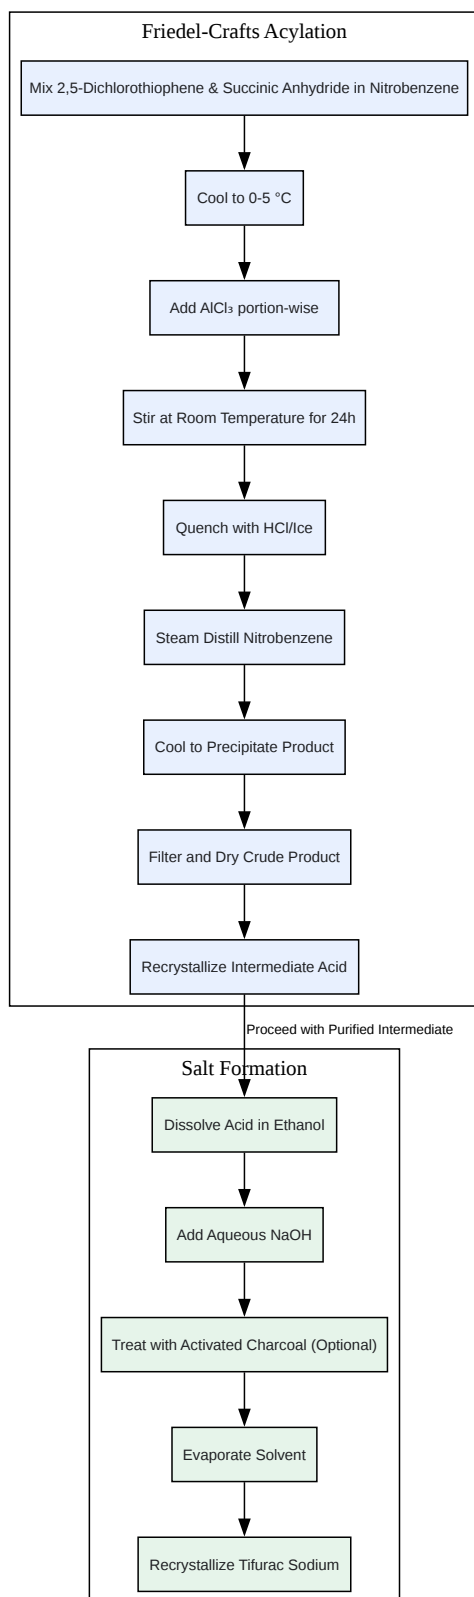 Friedel-Crafts Acylation
Mix 2,5-Dichlorothiophene & Succinic Anhydride in Nitrobenzene
Cool to 0-5 °C
Add AlCl₃ portion-wise
Stir at Room Temperature for 24h
Quench with HCl/Ice
Steam Distill Nitrobenzene
Cool to Precipitate Product
Filter and Dry Crude Product
Recrystallize Intermediate Acid
Proceed with Purified Intermediate
Salt Formation
Dissolve Acid in Ethanol
Add Aqueous NaOH
Treat with Activated Charcoal (Optional)
Evaporate Solvent
Recrystallize Tifurac Sodium